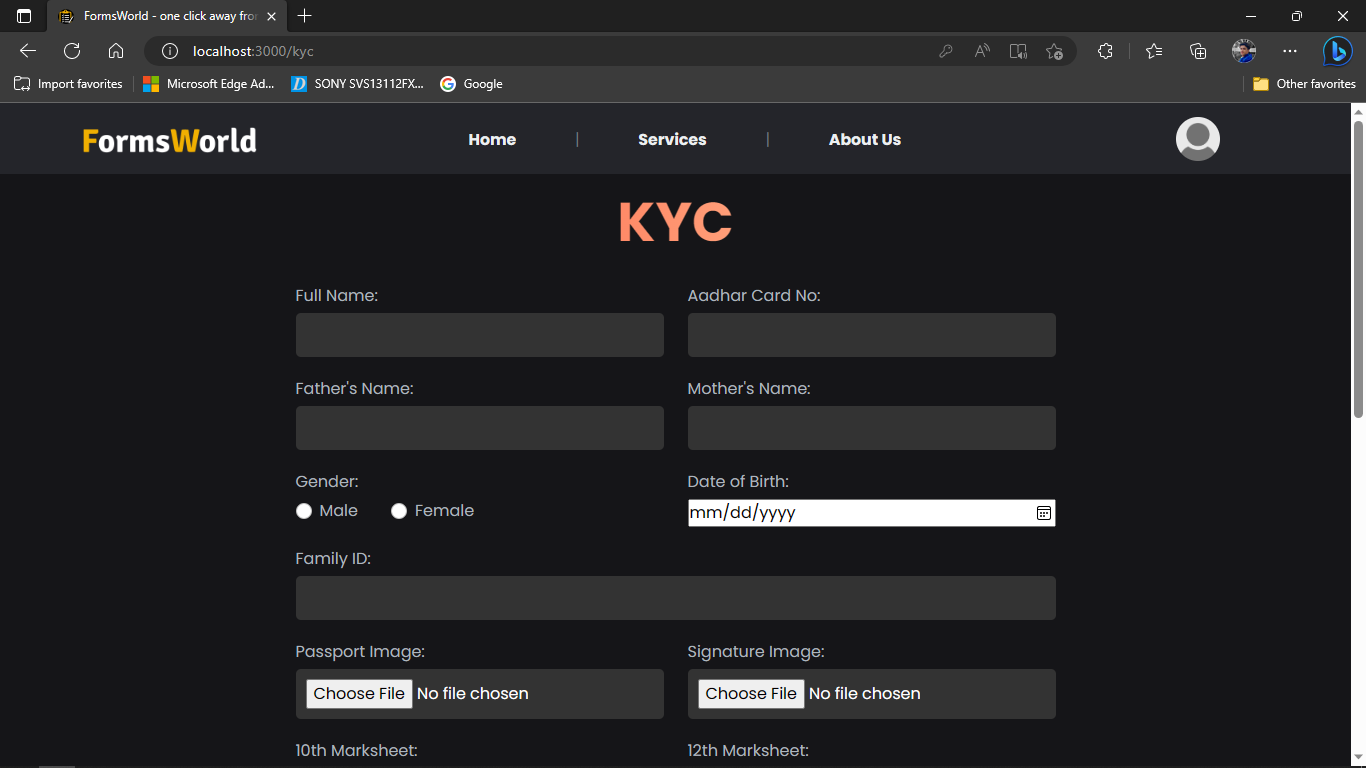 FormsWorld - one click away fro
localhost:3000/kyc
Import favorites
Microsoft Edge Ad...
SONY SVS13112FX...
Google
Other favorites
FormsWorld
Home | Services | About Us
KYC
Full Name:
Aadhar Card No:
Father's Name:
Mother's Name:
Gender:
Date of Birth:
Male
Female
mm/dd/yyyy
Family ID:
Passport Image:
Signature Image:
Choose File No file chosen
Choose File No file chosen
10th Marksheet:
12th Marksheet: